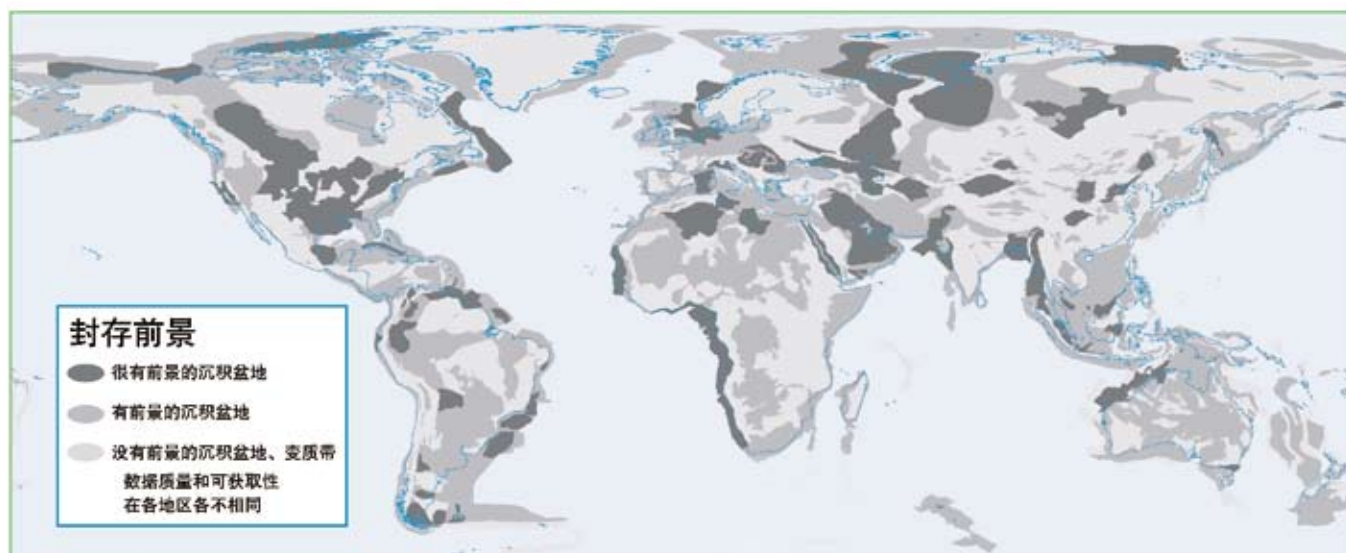 封存前景
很有前景的沉积盆地
有前景的沉积盆地
没有前景的沉积盆地、变质带
数据质量和可获取性
在各地区各不相同